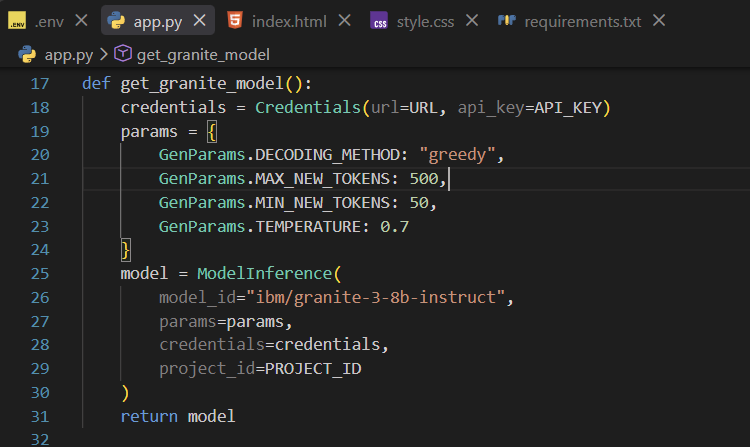 .ENV .env × app.py × 5 index.html × CSS style.css × requirements.txt ×
app.py > get_granite_model
17 def get_granite_model():
18     credentials = Credentials(url=URL, api_key=API_KEY)
19     params = {
20         GenParams.DECODING_METHOD: "greedy",
21         GenParams.MAX_NEW_TOKENS: 500,
22         GenParams.MIN_NEW_TOKENS: 50,
23         GenParams.TEMPERATURE: 0.7
24     }
25     model = ModelInference(
26         model_id="ibm/granite-3-8b-instruct",
27         params=params,
28         credentials=credentials,
29         project_id=PROJECT_ID
30     )
31     return model
32